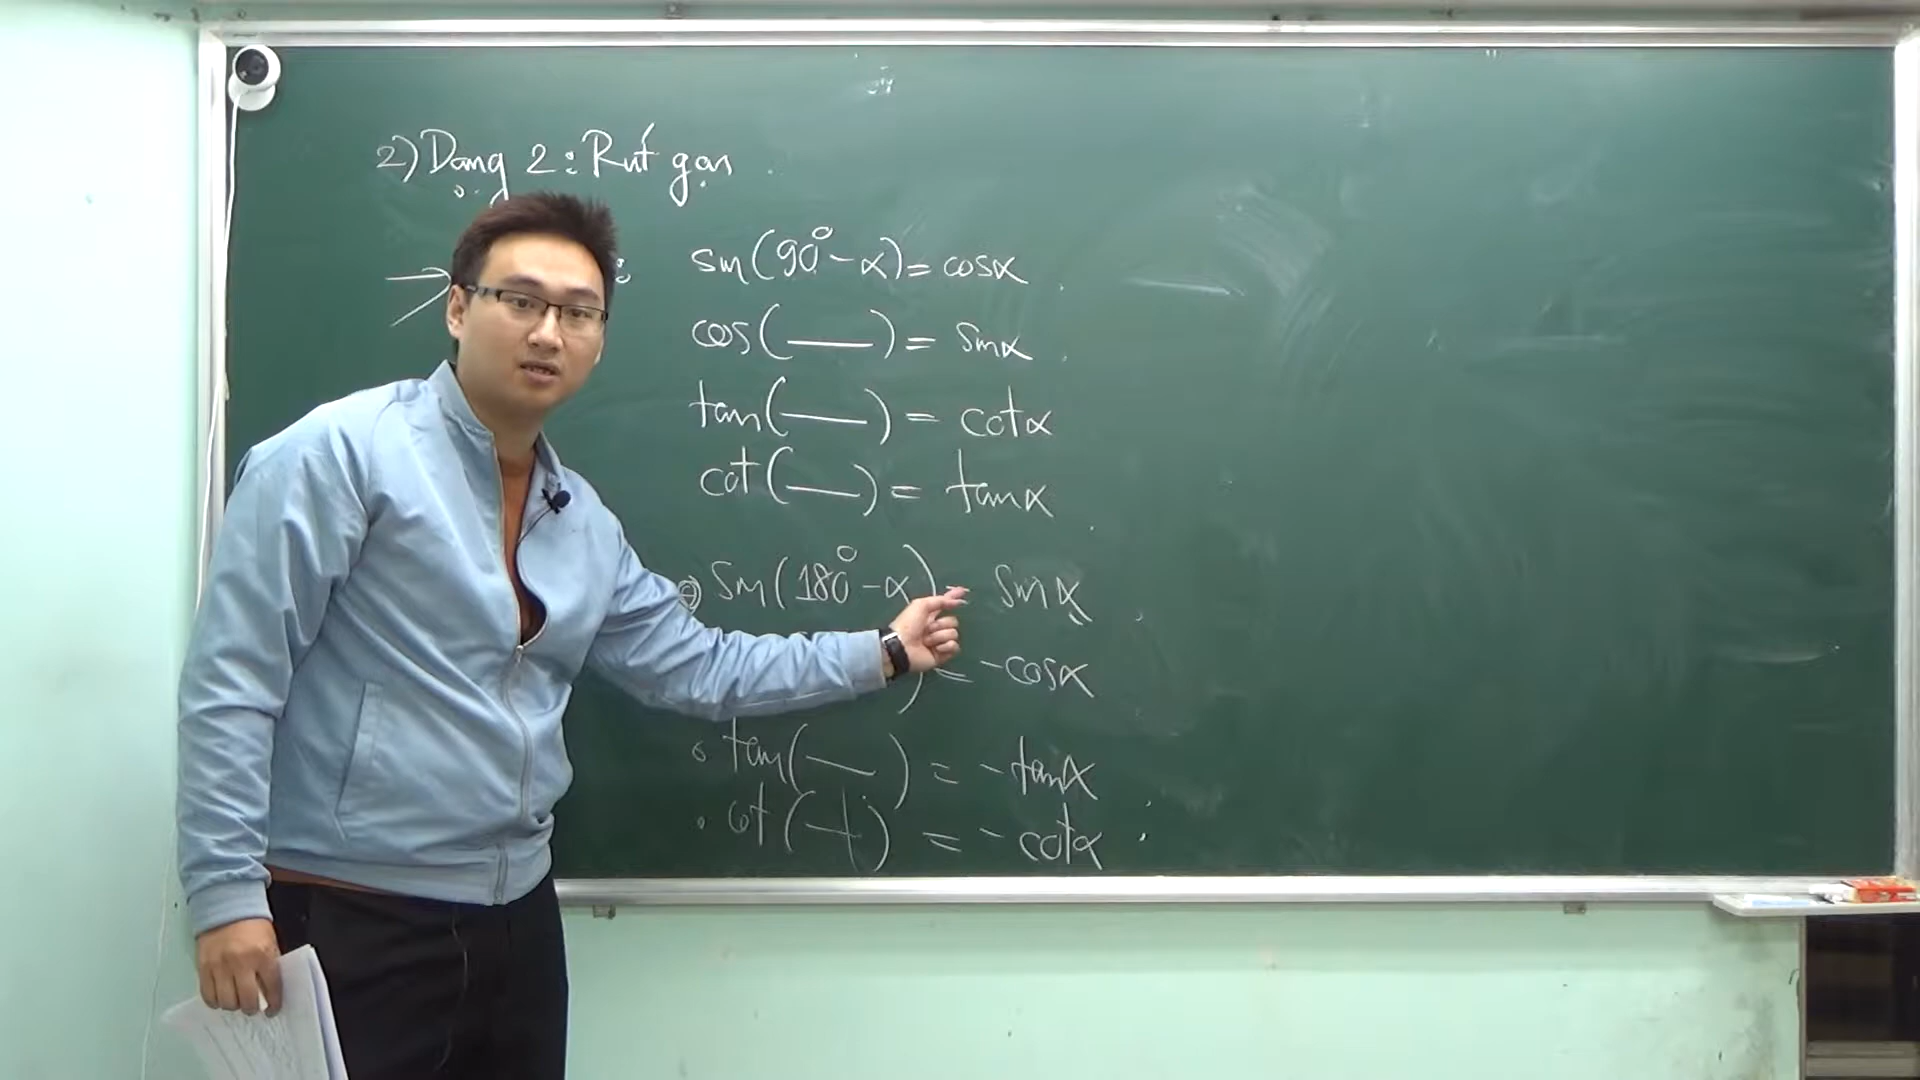 2) Dạng 2: Rút gọn
sin(90° - α) = cosα
cos(___) = sinα
tan(___) = cotα
cot(___) = tanα
sin(180° - α) = sinα
) = -cosα
tan(___) = -tanα
cot(___) = -cotα